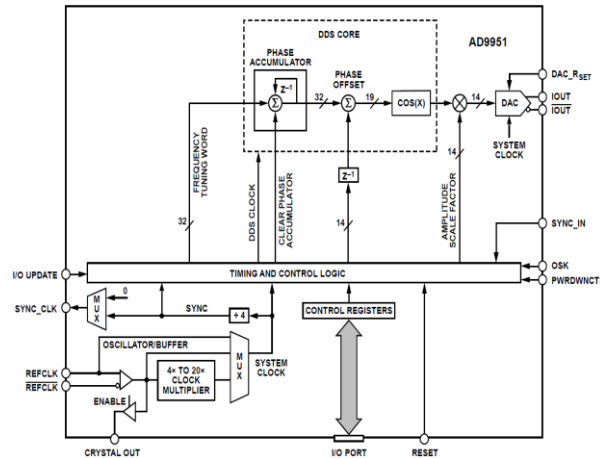 DDS CORE
AD9951
PHASE
ACCUMULATOR
PHASE
OFFSET
DAC_RSET
Z–1
Σ
32
Σ
19
COS(X)
14
DAC
IOUT
IOUT
SYSTEM
CLOCK
FREQUENCY
TUNING WORD
DDS CLOCK
CLEAR PHASE
ACCUMULATOR
Z–1
AMPLITUDE
SCALE FACTOR
14
32
14
SYNC_IN
I/O UPDATE
TIMING AND CONTROL LOGIC
OSK
PWRDWNCT
0
SYNC_CLK
MUX
SYNC
÷ 4
CONTROL REGISTERS
OSCILLATOR/BUFFER
MUX
SYSTEM
CLOCK
REFCLK
REFCLK
4× TO 20×
CLOCK
MULTIPLIER
ENABLE
CRYSTAL OUT
I/O PORT
RESET